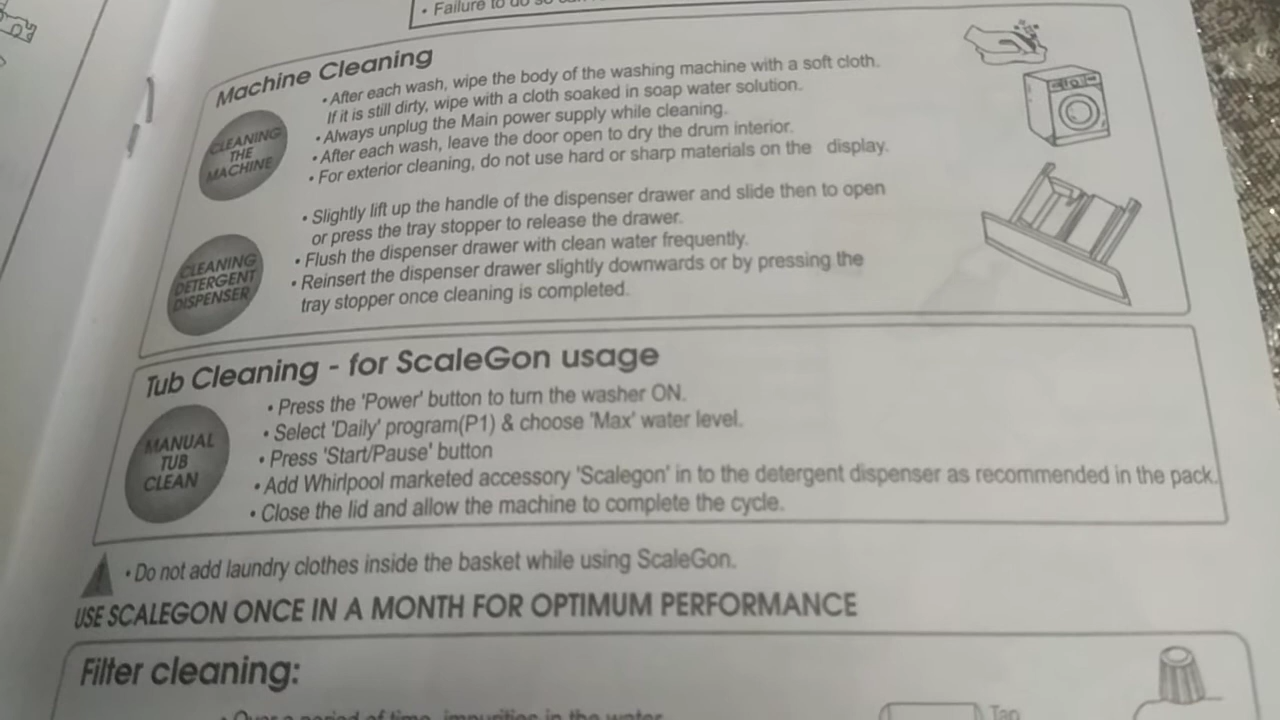 • Failure to do so can
Machine Cleaning
CLEANING
THE
MACHINE
• After each wash, wipe the body of the washing machine with a soft cloth.
If it is still dirty, wipe with a cloth soaked in soap water solution.
• Always unplug the Main power supply while cleaning.
• After each wash, leave the door open to dry the drum interior.
• For exterior cleaning, do not use hard or sharp materials on the display.
CLEANING
DETERGENT
DISPENSER
• Slightly lift up the handle of the dispenser drawer and slide then to open
or press the tray stopper to release the drawer.
• Flush the dispenser drawer with clean water frequently.
• Reinsert the dispenser drawer slightly downwards or by pressing the
tray stopper once cleaning is completed.
Tub Cleaning - for ScaleGon usage
MANUAL
TUB
CLEAN
• Press the 'Power' button to turn the washer ON.
• Select 'Daily' program(P1) & choose 'Max' water level.
• Press 'Start/Pause' button
• Add Whirlpool marketed accessory 'Scalegon' in to the detergent dispenser as recommended in the pack.
• Close the lid and allow the machine to complete the cycle.
• Do not add laundry clothes inside the basket while using ScaleGon.
USE SCALEGON ONCE IN A MONTH FOR OPTIMUM PERFORMANCE
Filter cleaning:
• Over a period of time, impurities in the water
Tap